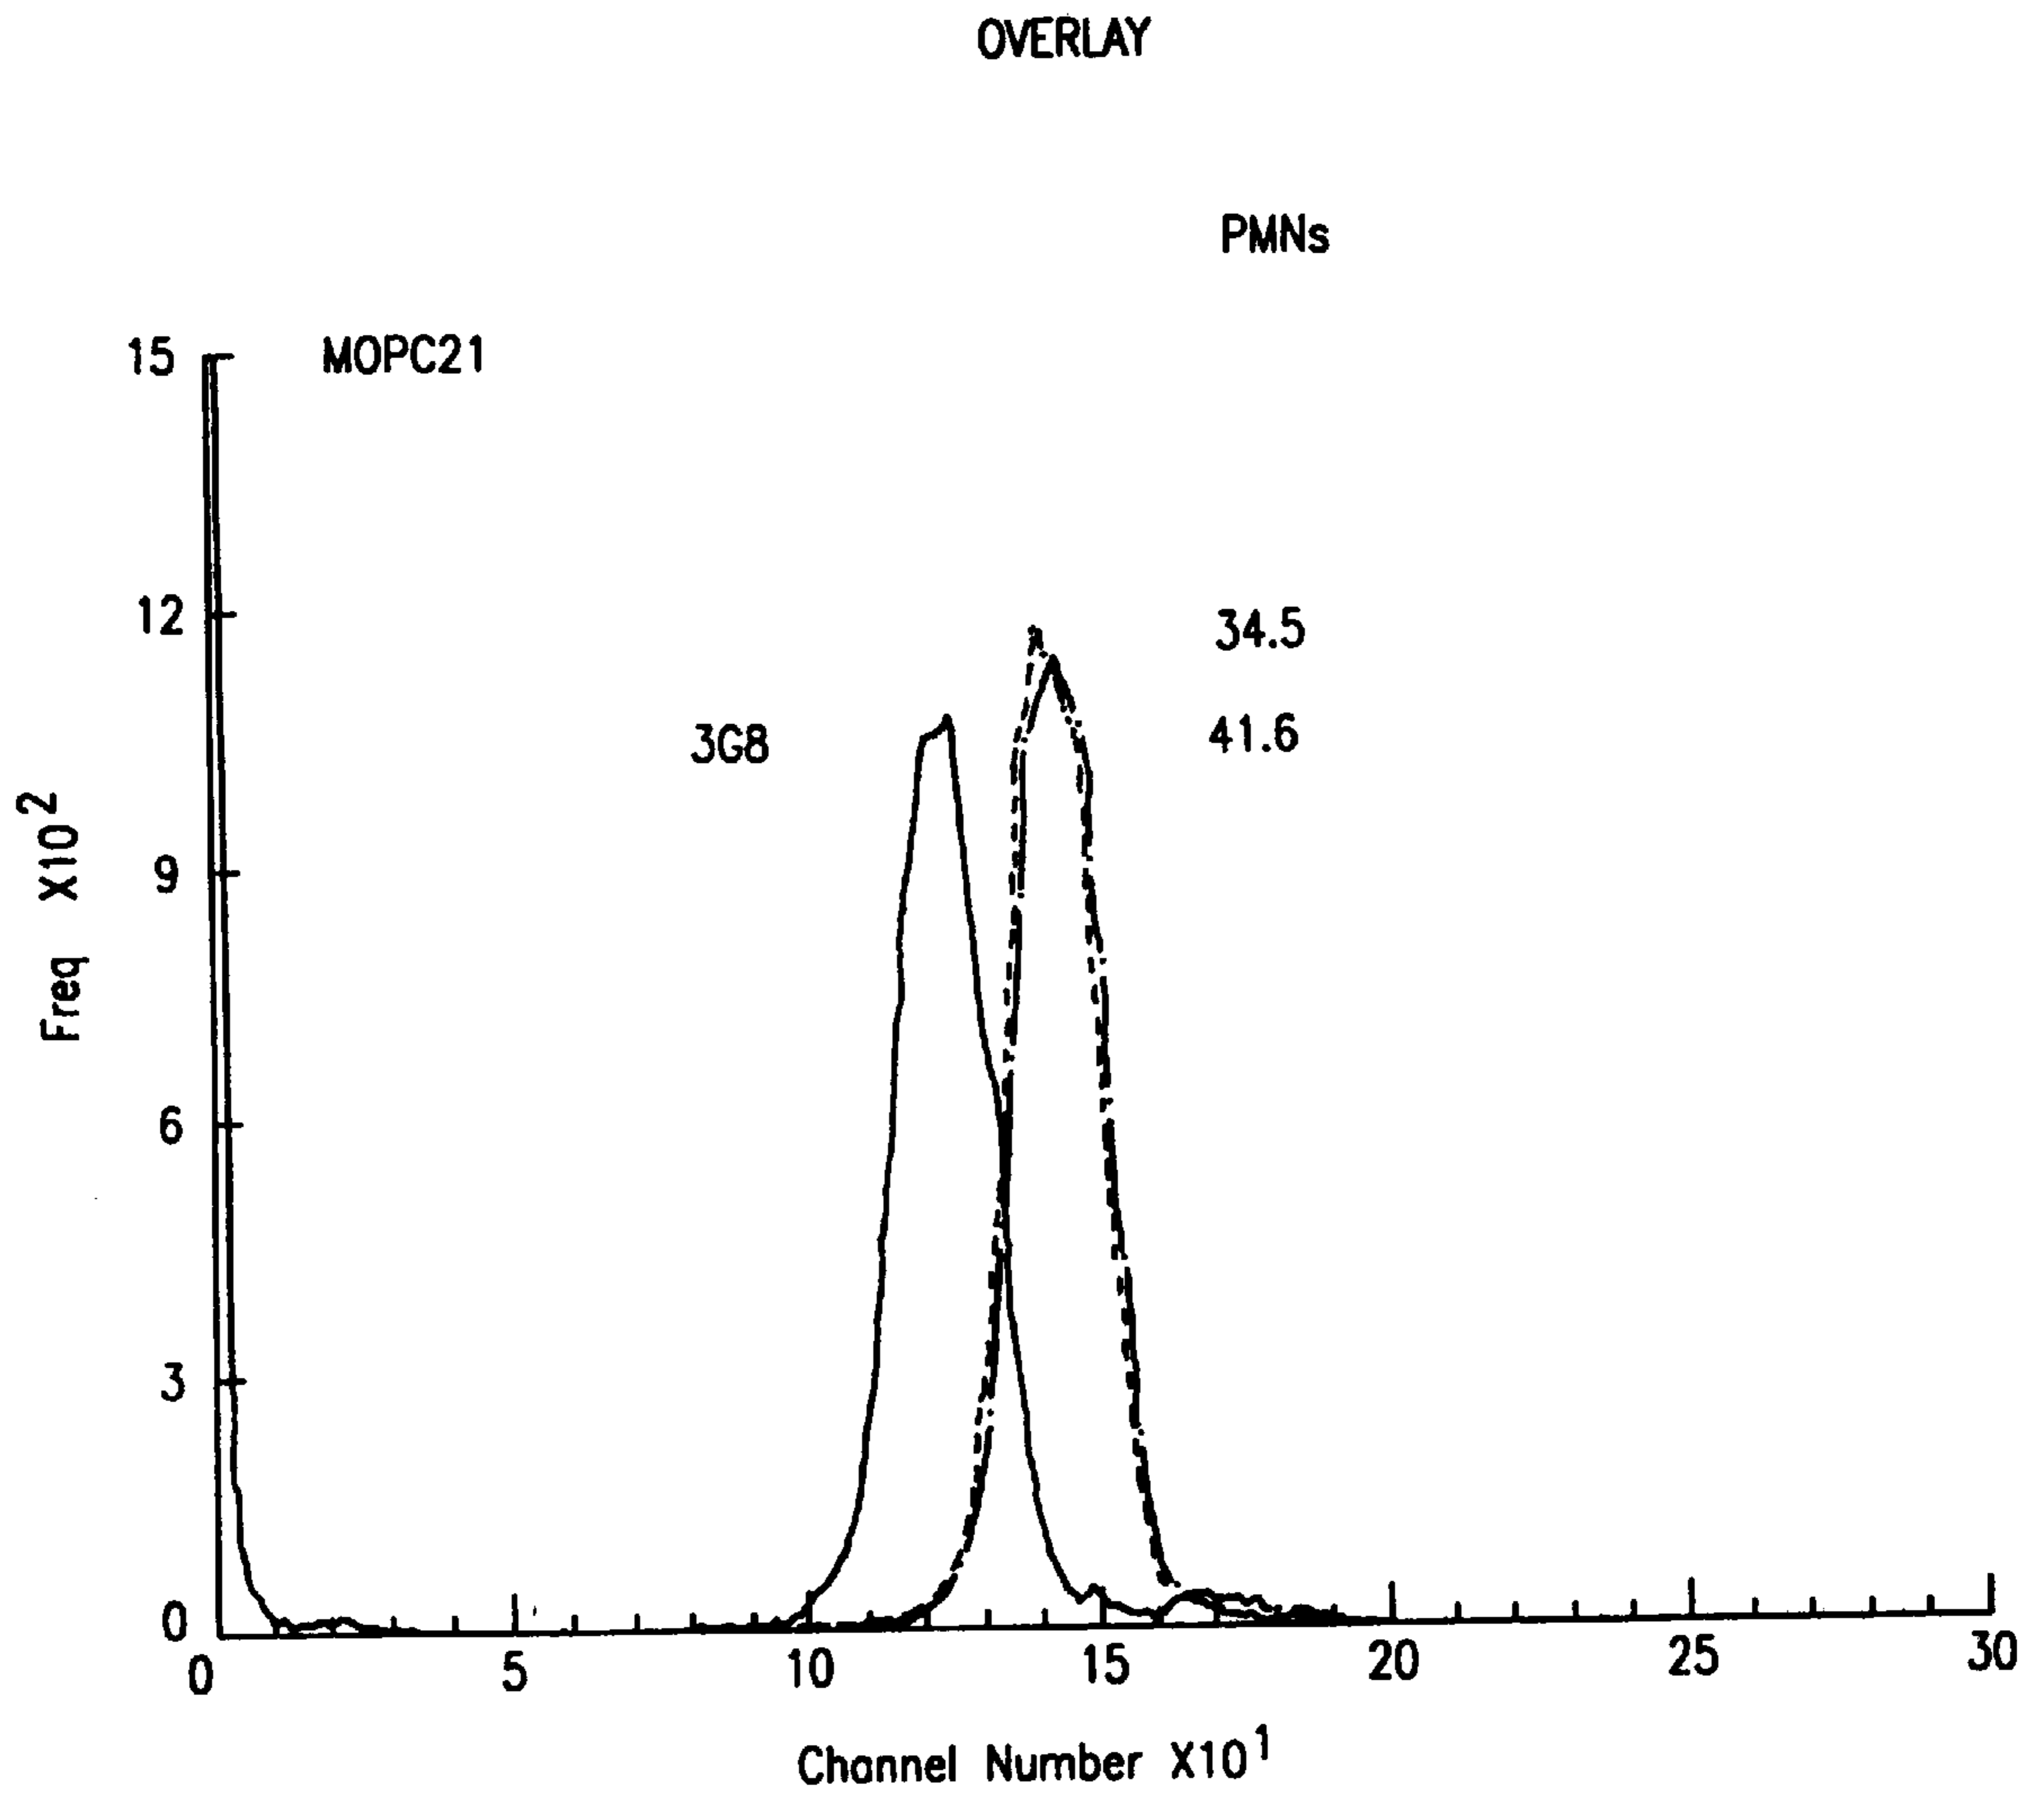 OVERLAY
PMNs
MOPC21
15
12
9
6
3
0
Freq X10²
34.5
41.6
3G8
0 5 10 15 20 25 30
Channel Number X10¹